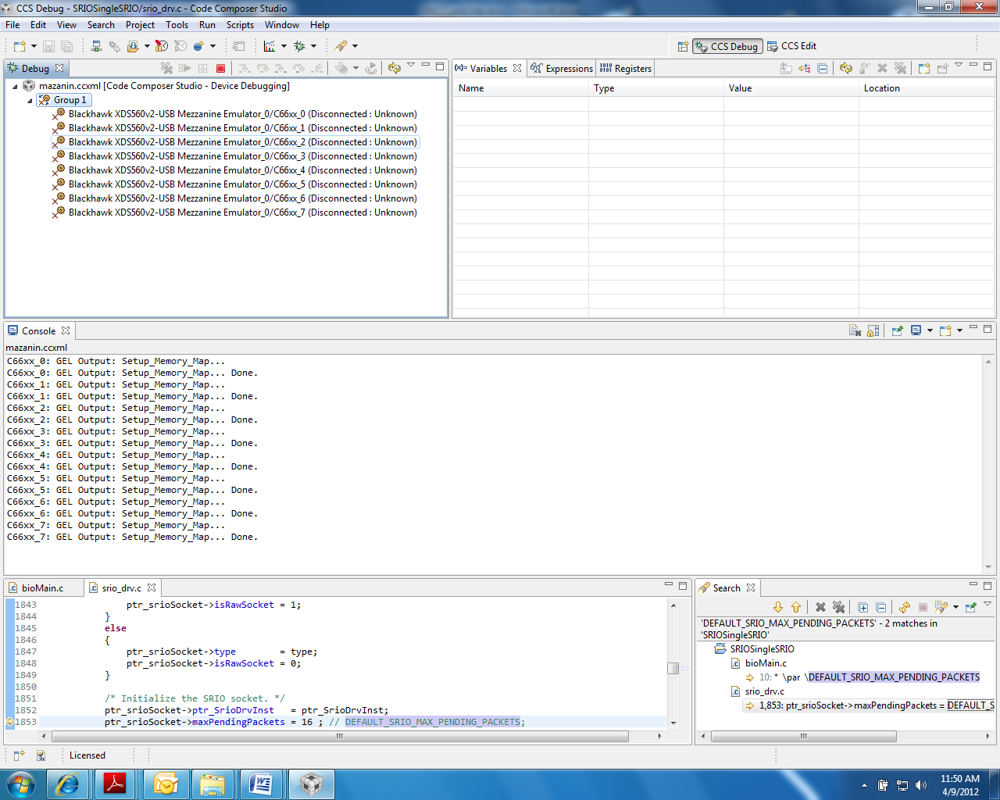 CCS Debug - SRIOSingleSRIO/srio_drv.c - Code Composer Studio
File Edit View Search Project Tools Run Scripts Window Help
CCS Debug CCS Edit
Debug
mazanin.ccxml [Code Composer Studio - Device Debugging]
Group 1
Blackhawk XDS560v2-USB Mezzanine Emulator_0/C66xx_0 (Disconnected : Unknown)
Blackhawk XDS560v2-USB Mezzanine Emulator_0/C66xx_1 (Disconnected : Unknown)
Blackhawk XDS560v2-USB Mezzanine Emulator_0/C66xx_2 (Disconnected : Unknown)
Blackhawk XDS560v2-USB Mezzanine Emulator_0/C66xx_3 (Disconnected : Unknown)
Blackhawk XDS560v2-USB Mezzanine Emulator_0/C66xx_4 (Disconnected : Unknown)
Blackhawk XDS560v2-USB Mezzanine Emulator_0/C66xx_5 (Disconnected : Unknown)
Blackhawk XDS560v2-USB Mezzanine Emulator_0/C66xx_6 (Disconnected : Unknown)
Blackhawk XDS560v2-USB Mezzanine Emulator_0/C66xx_7 (Disconnected : Unknown)
(x)= Variables Expressions Registers
Name Type Value Location
Console
mazanin.ccxml
C66xx_0: GEL Output: Setup_Memory_Map...
C66xx_0: GEL Output: Setup_Memory_Map... Done.
C66xx_1: GEL Output: Setup_Memory_Map...
C66xx_1: GEL Output: Setup_Memory_Map... Done.
C66xx_2: GEL Output: Setup_Memory_Map...
C66xx_2: GEL Output: Setup_Memory_Map... Done.
C66xx_3: GEL Output: Setup_Memory_Map...
C66xx_3: GEL Output: Setup_Memory_Map... Done.
C66xx_4: GEL Output: Setup_Memory_Map...
C66xx_4: GEL Output: Setup_Memory_Map... Done.
C66xx_5: GEL Output: Setup_Memory_Map...
C66xx_5: GEL Output: Setup_Memory_Map... Done.
C66xx_6: GEL Output: Setup_Memory_Map...
C66xx_6: GEL Output: Setup_Memory_Map... Done.
C66xx_7: GEL Output: Setup_Memory_Map...
C66xx_7: GEL Output: Setup_Memory_Map... Done.
bioMain.c srio_drv.c
1843 ptr_srioSocket->isRawSocket = 1;
1844 }
1845 else
1846 {
1847 ptr_srioSocket->type = type;
1848 ptr_srioSocket->isRawSocket = 0;
1849 }
1850
1851 /* Initialize the SRIO socket. */
1852 ptr_srioSocket->ptr_SrioDrvInst = ptr_SrioDrvInst;
1853 ptr_srioSocket->maxPendingPackets = 16 ; // DEFAULT_SRIO_MAX_PENDING_PACKETS;
Search
'DEFAULT_SRIO_MAX_PENDING_PACKETS' - 2 matches in
'SRIOSingleSRIO'
SRIOSingleSRIO
bioMain.c
10: * \par \DEFAULT_SRIO_MAX_PENDING_PACKETS
srio_drv.c
1,853: ptr_srioSocket->maxPendingPackets = DEFAULT_S
Licensed
11:50 AM
4/9/2012